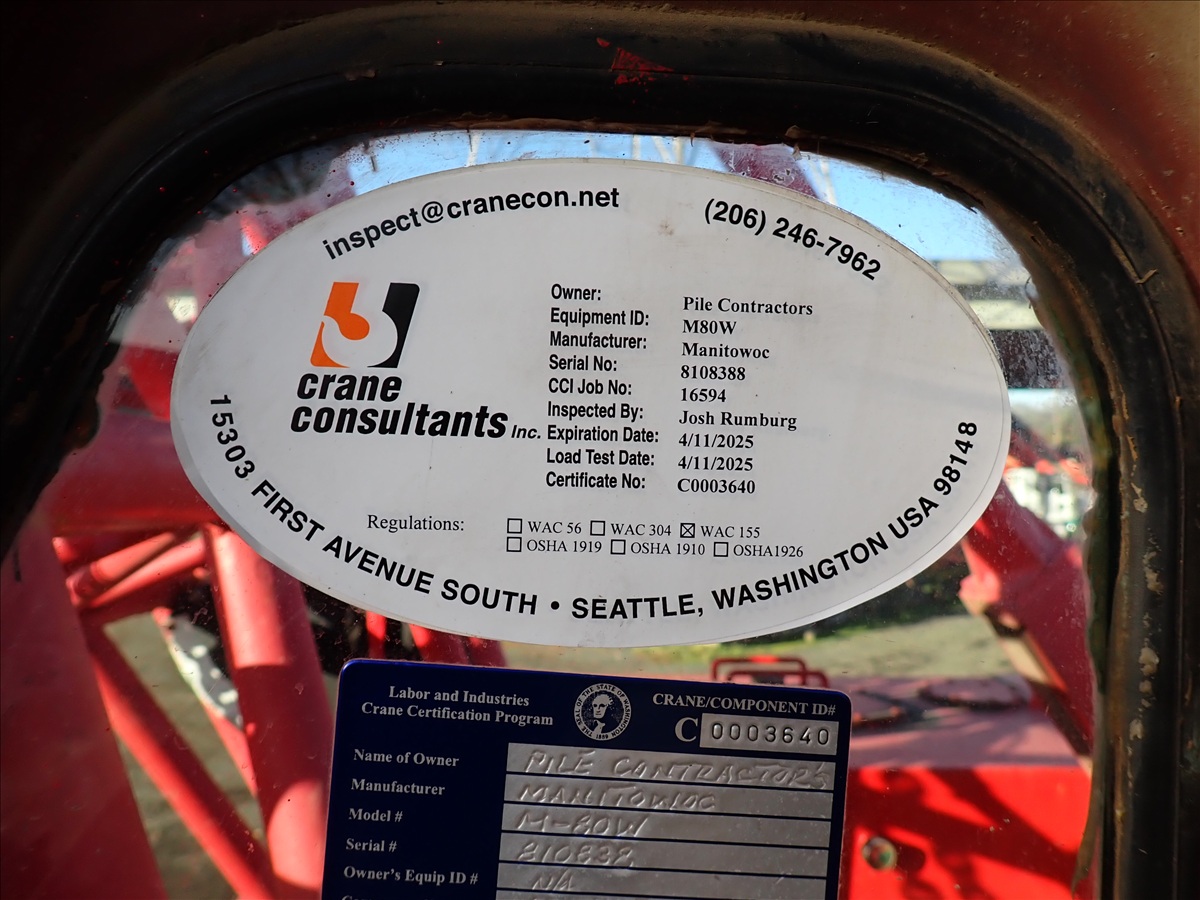 inspect@cranecon.net
(206) 246-7962
crane
consultants Inc.
Owner: Pile Contractors
Equipment ID: M80W
Manufacturer: Manitowoc
Serial No: 8108388
CCI Job No: 16594
Inspected By: Josh Rumburg
Expiration Date: 4/11/2025
Load Test Date: 4/11/2025
Certificate No: C0003640
Regulations: ☐ WAC 56 ☐ WAC 304 ☒ WAC 155
☐ OSHA 1919 ☐ OSHA 1910 ☐ OSHA1926
15303 FIRST AVENUE SOUTH • SEATTLE, WASHINGTON USA 98148
Labor and Industries
Crane Certification Program
CRANE/COMPONENT ID#
C 0003640
Name of Owner PILE CONTRACTORS
Manufacturer MANITOWOC
Model # M-80W
Serial # 810838
Owner's Equip ID # N/A